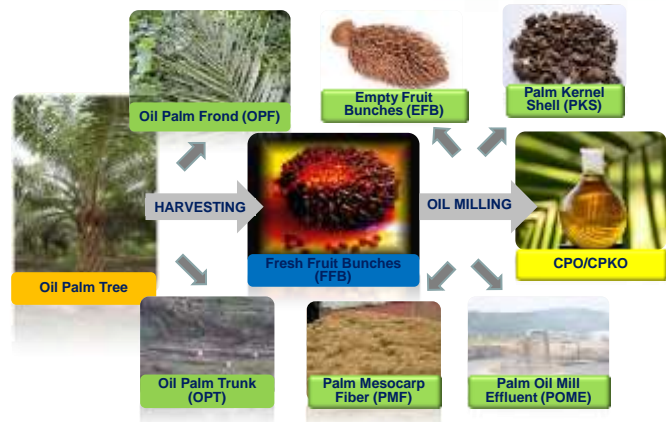 Oil Palm Frond (OPF)
Empty Fruit
Bunches (EFB)
Palm Kernel
Shell (PKS)
HARVESTING
OIL MILLING
Fresh Fruit Bunches
(FFB)
CPO/CPKO
Oil Palm Tree
Oil Palm Trunk
(OPT)
Palm Mesocarp
Fiber (PMF)
Palm Oil Mill
Effluent (POME)